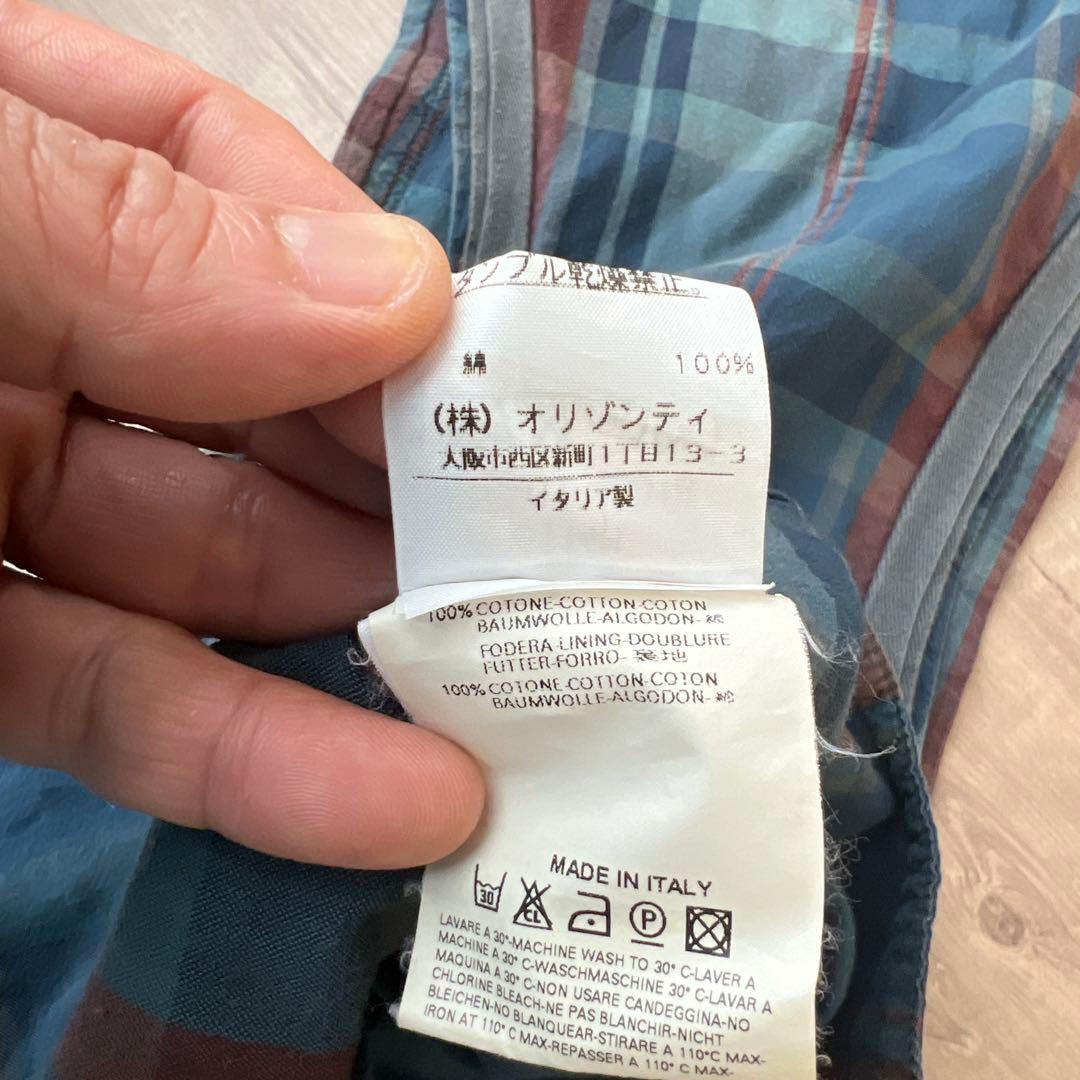 タンブル乾燥禁止。
綿 100%
(株) オリゾンティ
大阪市西区新町1丁目13-3
イタリア製
100% COTONE-COTTON-COTON
BAUMWOLLE-ALGODON-綿
FODERA-LINING-DOUBLURE
FUTTER-FORRO-裏地
100% COTONE-COTTON-COTON
BAUMWOLLE-ALGODON-綿
MADE IN ITALY
30 CL P
LAVARE A 30°-MACHINE WASH TO 30° C-LAVER A
MACHINE A 30° C-WASCHMASCHINE 30° C-LAVAR A
MAQUINA A 30° C-NON USARE CANDEGGINA-NO
CHLORINE BLEACH-NE PAS BLANCHIR-NICHT
BLEICHEN-NO BLANQUEAR-STIRARE A 110°C MAX-
IRON AT 110° C MAX-REPASSER A 110° C MAX-